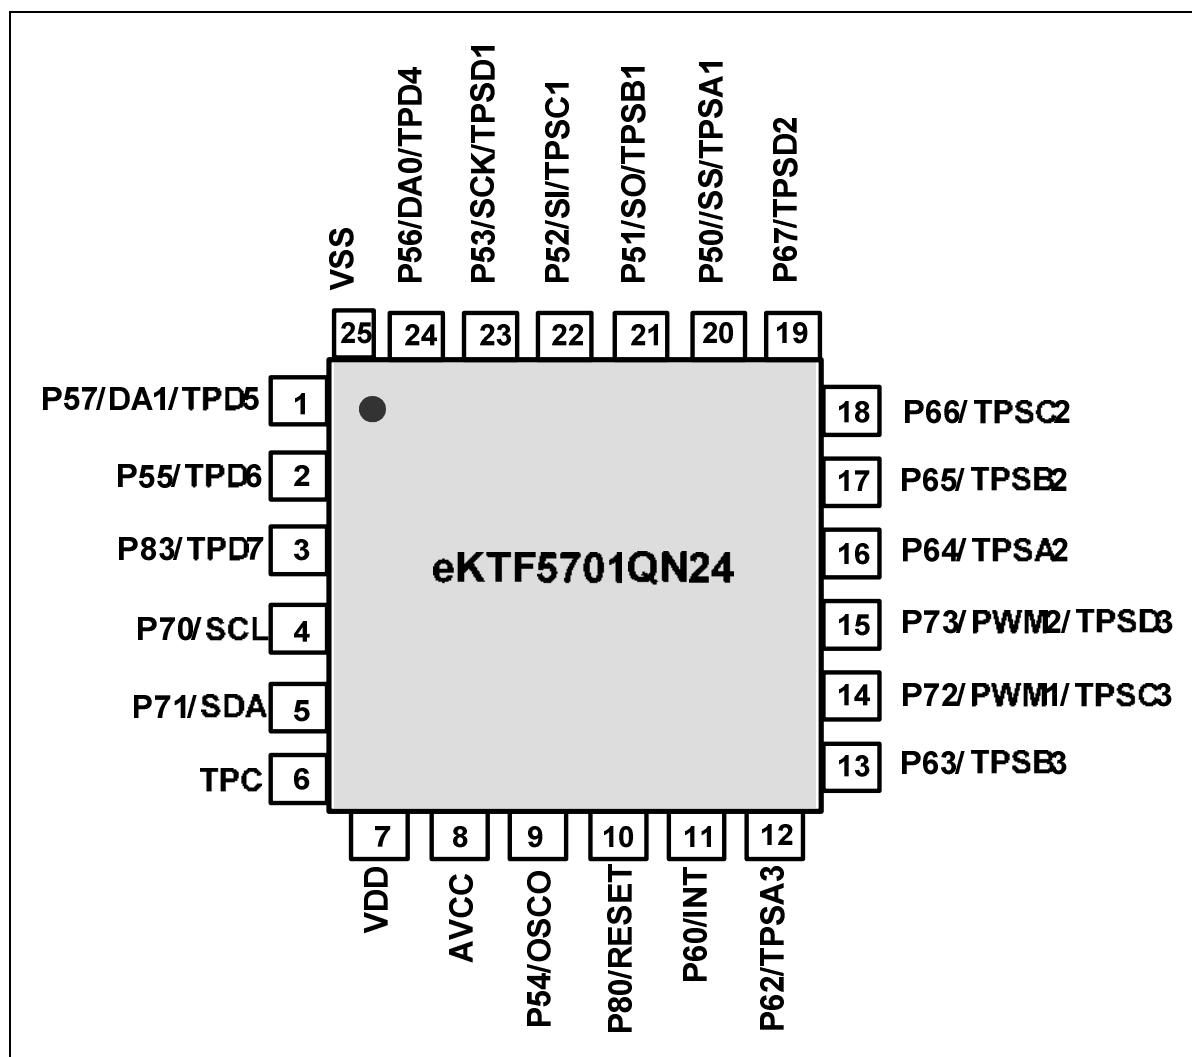 VSS
P56/DA0/TPD4
P53/SCK/TPSD1
P52/SI/TPSC1
P51/SO/TPSB1
P50//SS/TPSA1
P67/TPSD2
25 24 23 22 21 20 19
P57/DA1/TPD5 1
P55/TPD6 2
P83/TPD7 3
P70/SCL 4
P71/SDA 5
TPC 6
eKTF5701QN24
18 P66/TPSC2
17 P65/TPSB2
16 P64/TPSA2
15 P73/PWM2/TPSD3
14 P72/PWM1/TPSC3
13 P63/TPSB3
7 8 9 10 11 12
VDD
AVCC
P54/OSCO
P80/RESET
P60/INT
P62/TPSA3